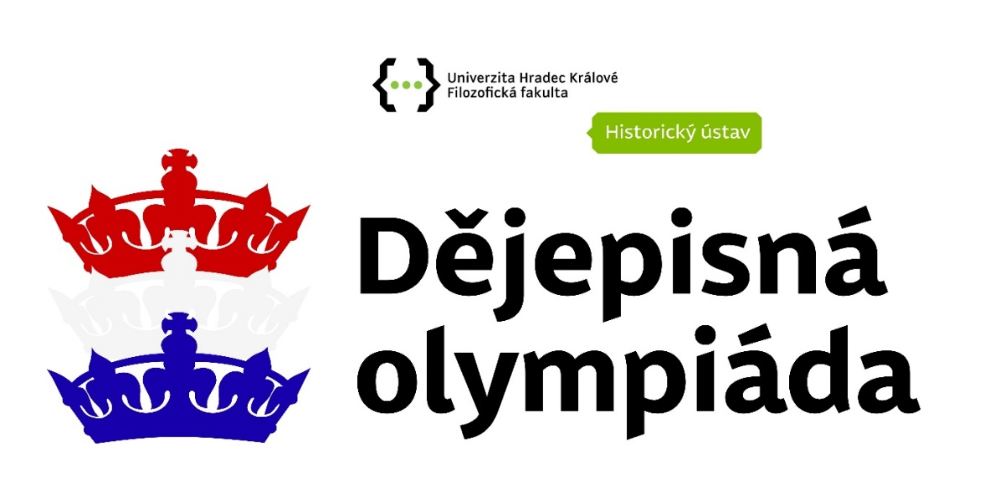 Univerzita Hradec Králové
Filozofická fakulta
Historický ústav
Dějepisná
olympiáda